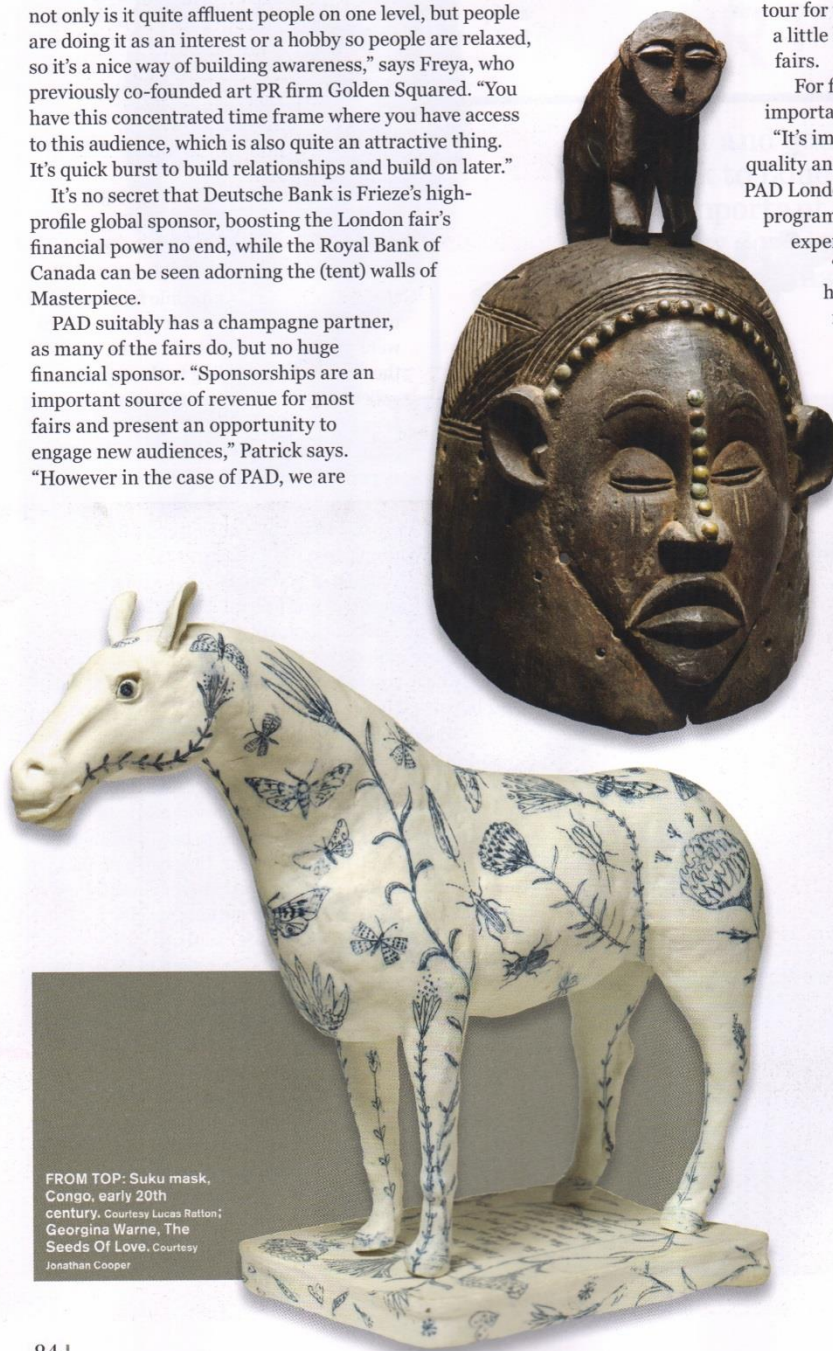 not only is it quite affluent people on one level, but people
are doing it as an interest or a hobby so people are relaxed,
so it’s a nice way of building awareness,” says Freya, who
previously co-founded art PR firm Golden Squared. “You
have this concentrated time frame where you have access
to this audience, which is also quite an attractive thing.
It’s quick burst to build relationships and build on later.”
It’s no secret that Deutsche Bank is Frieze’s high-
profile global sponsor, boosting the London fair’s
financial power no end, while the Royal Bank of
Canada can be seen adorning the (tent) walls of
Masterpiece.
PAD suitably has a champagne partner,
as many of the fairs do, but no huge
financial sponsor. “Sponsorships are an
important source of revenue for most
fairs and present an opportunity to
engage new audiences,” Patrick says.
“However in the case of PAD, we are
tour for
a little
fairs.
For
“It’s
quality
PAD
FROM TOP: Suku mask,
Congo, early 20th
century. Courtesy Lucas Ratton;
Georgina Warne, The
Seeds Of Love. Courtesy
Jonathan Cooper